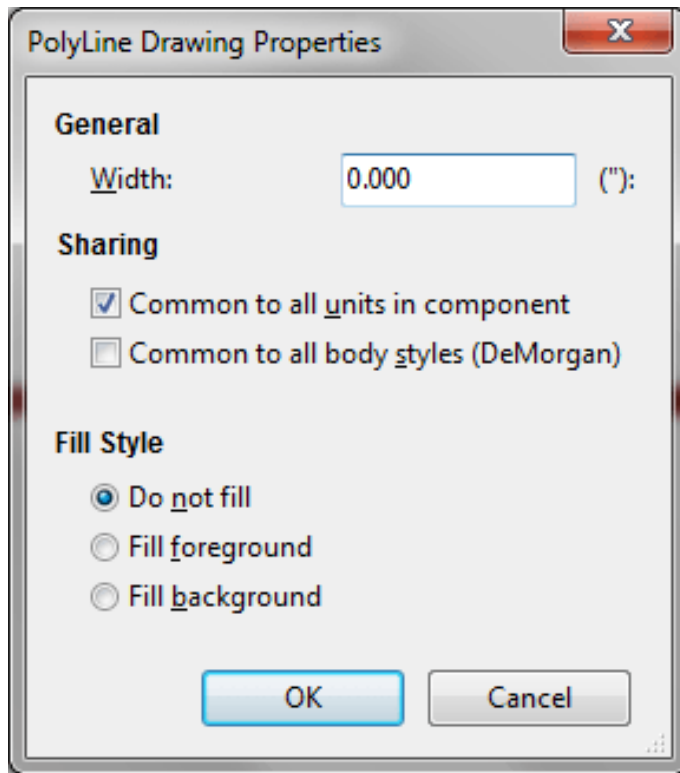 PolyLine Drawing Properties
General
Width: 0.000 ("):
Sharing
Common to all units in component
Common to all body styles (DeMorgan)
Fill Style
Do not fill
Fill foreground
Fill background
OK Cancel